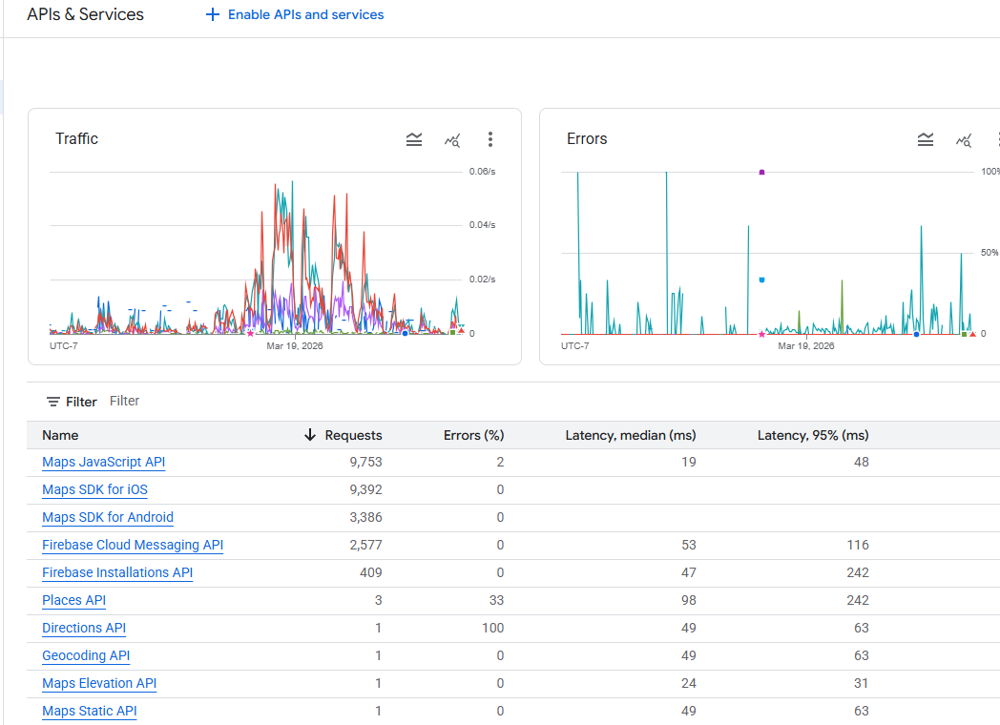 APIs & Services
Enable APIs and services
Traffic
0.06/s
0.04/s
0.02/s
0
UTC-7
Mar 19, 2026
Errors
100%
50%
0
UTC-7
Mar 19, 2026
Filter Filter
Name Requests Errors (%) Latency, median (ms) Latency, 95% (ms)
Maps JavaScript API 9,753 2 19 48
Maps SDK for iOS 9,392 0
Maps SDK for Android 3,386 0
Firebase Cloud Messaging API 2,577 0 53 116
Firebase Installations API 409 0 47 242
Places API 3 33 98 242
Directions API 1 100 49 63
Geocoding API 1 0 49 63
Maps Elevation API 1 0 24 31
Maps Static API 1 0 49 63